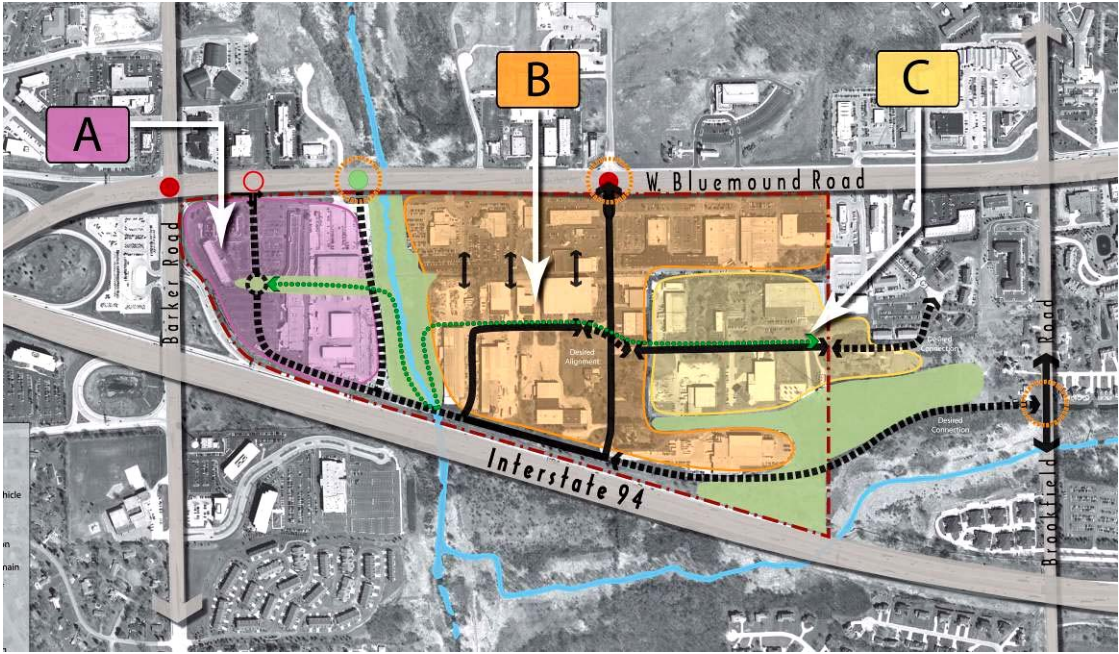 A
B
C
W. Bluemound Road
Barker Road
Desired
Alignment
Desired
Connection
Desired
Connection
Interstate 94
Brookfield Road